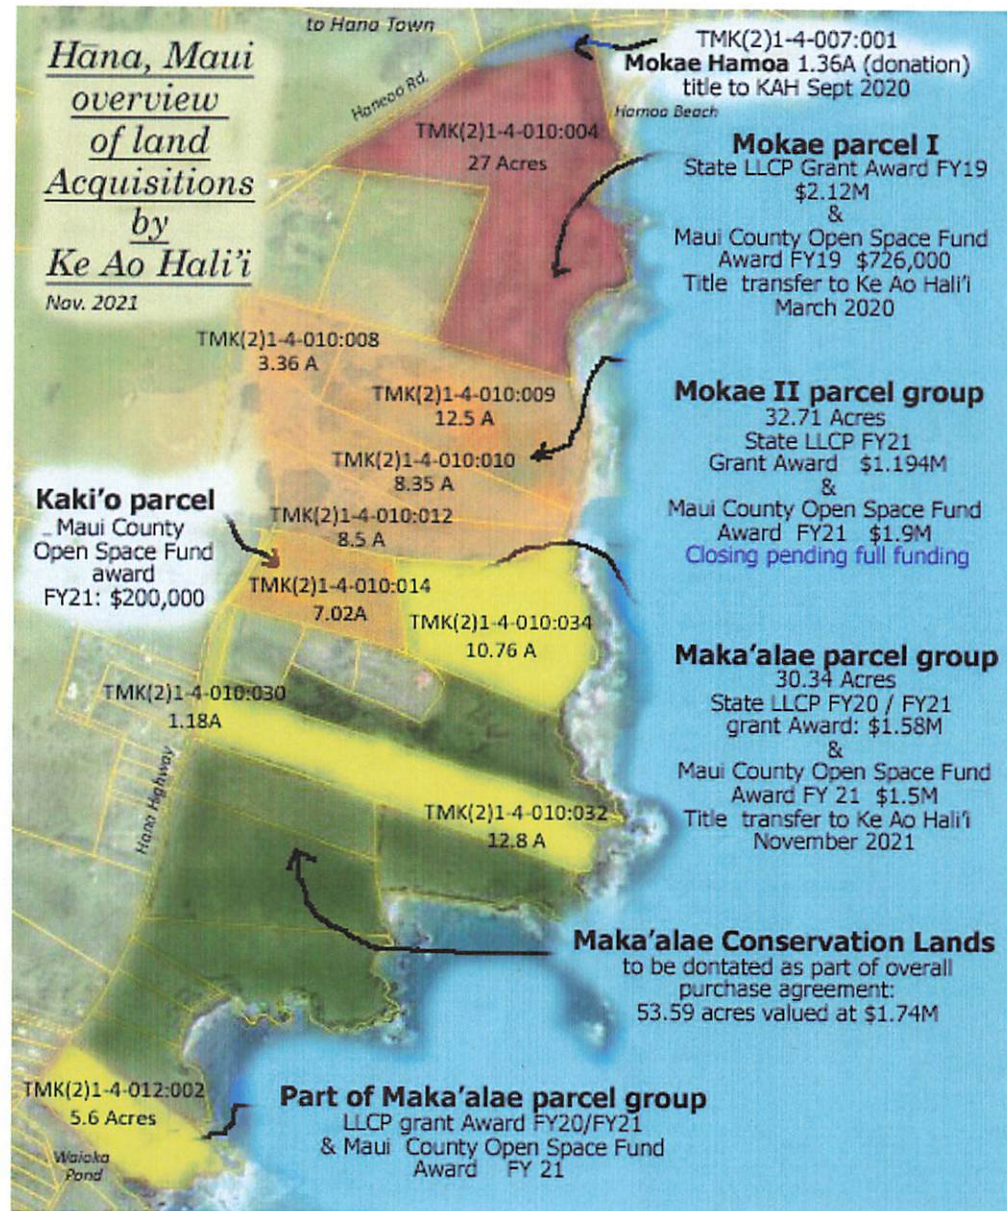 to Hana Town
Hāna, Maui
overview
of land
Acquisitions
by
Ke Ao Hali'i
Nov. 2021
Haneoo Rd.
TMK(2)1-4-007:001
Mokae Hamoa 1.36A (donation)
title to KAH Sept 2020
Hamoa Beach
TMK(2)1-4-010:004
27 Acres
Mokae parcel I
State LLCP Grant Award FY19
$2.12M
&
Maui County Open Space Fund
Award FY19 $726,000
Title transfer to Ke Ao Hali'i
March 2020
TMK(2)1-4-010:008
3.36 A
TMK(2)1-4-010:009
12.5 A
TMK(2)1-4-010:010
8.35 A
TMK(2)1-4-010:012
8.5 A
Mokae II parcel group
32.71 Acres
State LLCP FY21
Grant Award $1.194M
&
Maui County Open Space Fund
Award FY21 $1.9M
Closing pending full funding
Kaki'o parcel
Maui County
Open Space Fund
award
FY21: $200,000
TMK(2)1-4-010:014
7.02A
TMK(2)1-4-010:034
10.76 A
TMK(2)1-4-010:030
1.18A
Hana Highway
TMK(2)1-4-010:032
12.8 A
Maka'alae parcel group
30.34 Acres
State LLCP FY20 / FY21
grant Award: $1.58M
&
Maui County Open Space Fund
Award FY 21 $1.5M
Title transfer to Ke Ao Hali'i
November 2021
Maka'alae Conservation Lands
to be dontated as part of overall
purchase agreement:
53.59 acres valued at $1.74M
TMK(2)1-4-012:002
5.6 Acres
Waioka
Pond
Part of Maka'alae parcel group
LLCP grant Award FY20/FY21
& Maui County Open Space Fund
Award FY 21